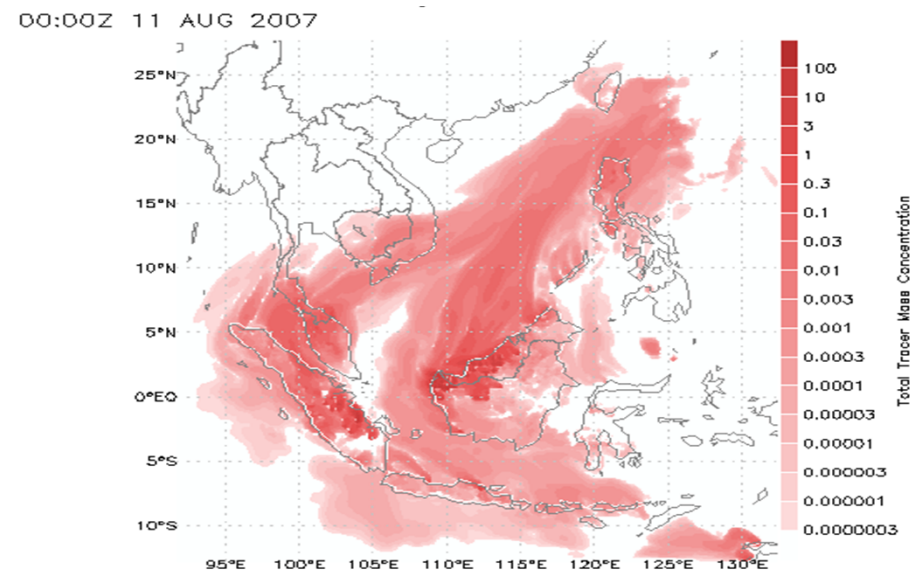 00:00Z 11 AUG 2007
25°N
20°N
15°N
10°N
5°N
0°EQ
5°S
10°S
95°E 100°E 105°E 110°E 115°E 120°E 125°E 130°E
100
10
3
1
0.3
0.1
0.03
0.01
0.003
0.001
0.0003
0.0001
0.00003
0.00001
0.000003
0.000001
0.0000003
Total Tracer Mass Concentration